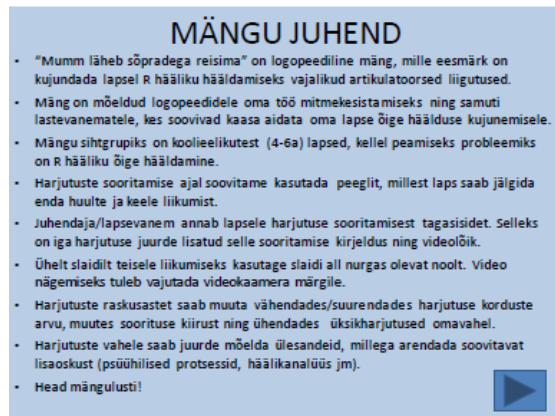 MÄNGU JUHEND
• "Mumm läheb sõpradega reisima" on logopeediline mäng, mille eesmärk on
kujundada lapsel R hääliku hääldamiseks vajalikud artikulatoorsed liigutused.
• Mäng on mõeldud logopeedidele oma töö mitmekesistamiseks ning samuti
lastevanematele, kes soovivad kaasa aidata oma lapse õige häälduse kujunemisele.
• Mängu sihtgrupiks on koolieelikutest (4-6a) lapsed, kellel peamiseks probleemiks
on R hääliku õige hääldamine.
• Harjutuste sooritamise ajal soovitame kasutada peeglit, millest laps saab jälgida
enda huulte ja keele liikumist.
• Juhendaja/lapsevanem annab lapsele harjutuse sooritamisest tagasisidet. Selleks
on iga harjutuse juurde lisatud selle sooritamise kirjeldus ning videolõik.
• Ühelt slaidilt teisele liikumiseks kasutage slaidi all nurgas olevat noolt. Video
nägemiseks tuleb vajutada videokaamera märgile.
• Harjutuste raskusastet saab muuta vähendades/suurendades harjutuse korduste
arvu, muutes soorituse kiirust ning ühendades üksikharjutused omavahel.
• Harjutuste vahele saab juurde mõelda ülesandeid, millega arendada soovitavat
lisaoskust (psüühilised protsessid, häälikanalüüs jm).
• Head mängulusti!